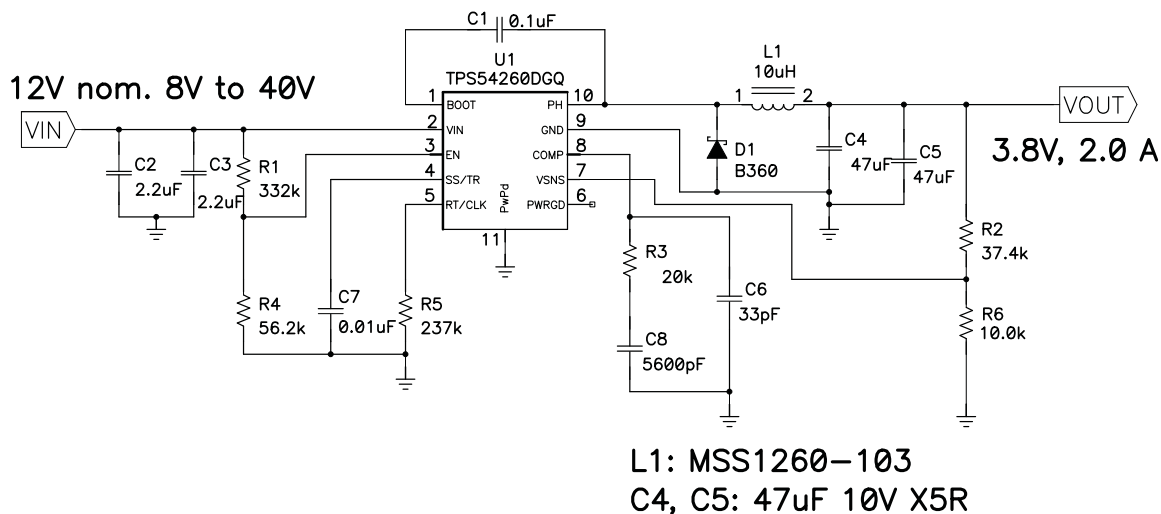 C1
0.1uF
U1
TPS54260DGQ
L1
10uH
12V nom. 8V to 40V
VIN
1
BOOT
PH
10
2
VIN
GND
9
3
EN
COMP
8
4
SS/TR
VSNS
7
5
RT/CLK
PWRGD
6
PwPd
11
1
2
VOUT
3.8V, 2.0 A
C2
2.2uF
C3
2.2uF
R1
332k
D1
B360
C4
47uF
C5
47uF
R2
37.4k
R3
20k
C6
33pF
R4
56.2k
C7
0.01uF
R5
237k
R6
10.0k
C8
5600pF
L1: MSS1260-103
C4, C5: 47uF 10V X5R